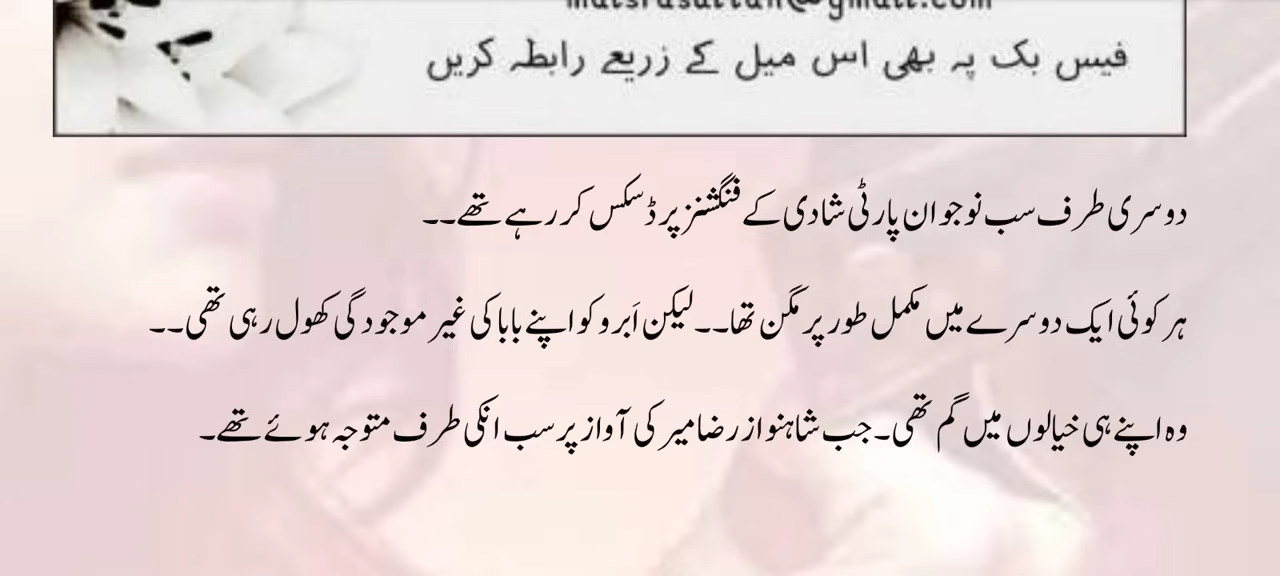 فیس بک پہ بھی اس میل کے زریعے رابطہ کریں
دوسری طرف سب نوجوان پارٹی شادی کے فنگشنز پر ڈسکس کر رہے تھے۔۔
ہر کوئی ایک دوسرے میں مکمل طور پر مگن تھا۔۔لیکن اَبرو کو اپنے بابا کی غیر موجودگی کھول رہی تھی۔۔
وہ اپنے ہی خیالوں میں گم تھی۔جب شاہنواز رضا میر کی آواز پر سب انکی طرف متوجہ ہوئے تھے۔